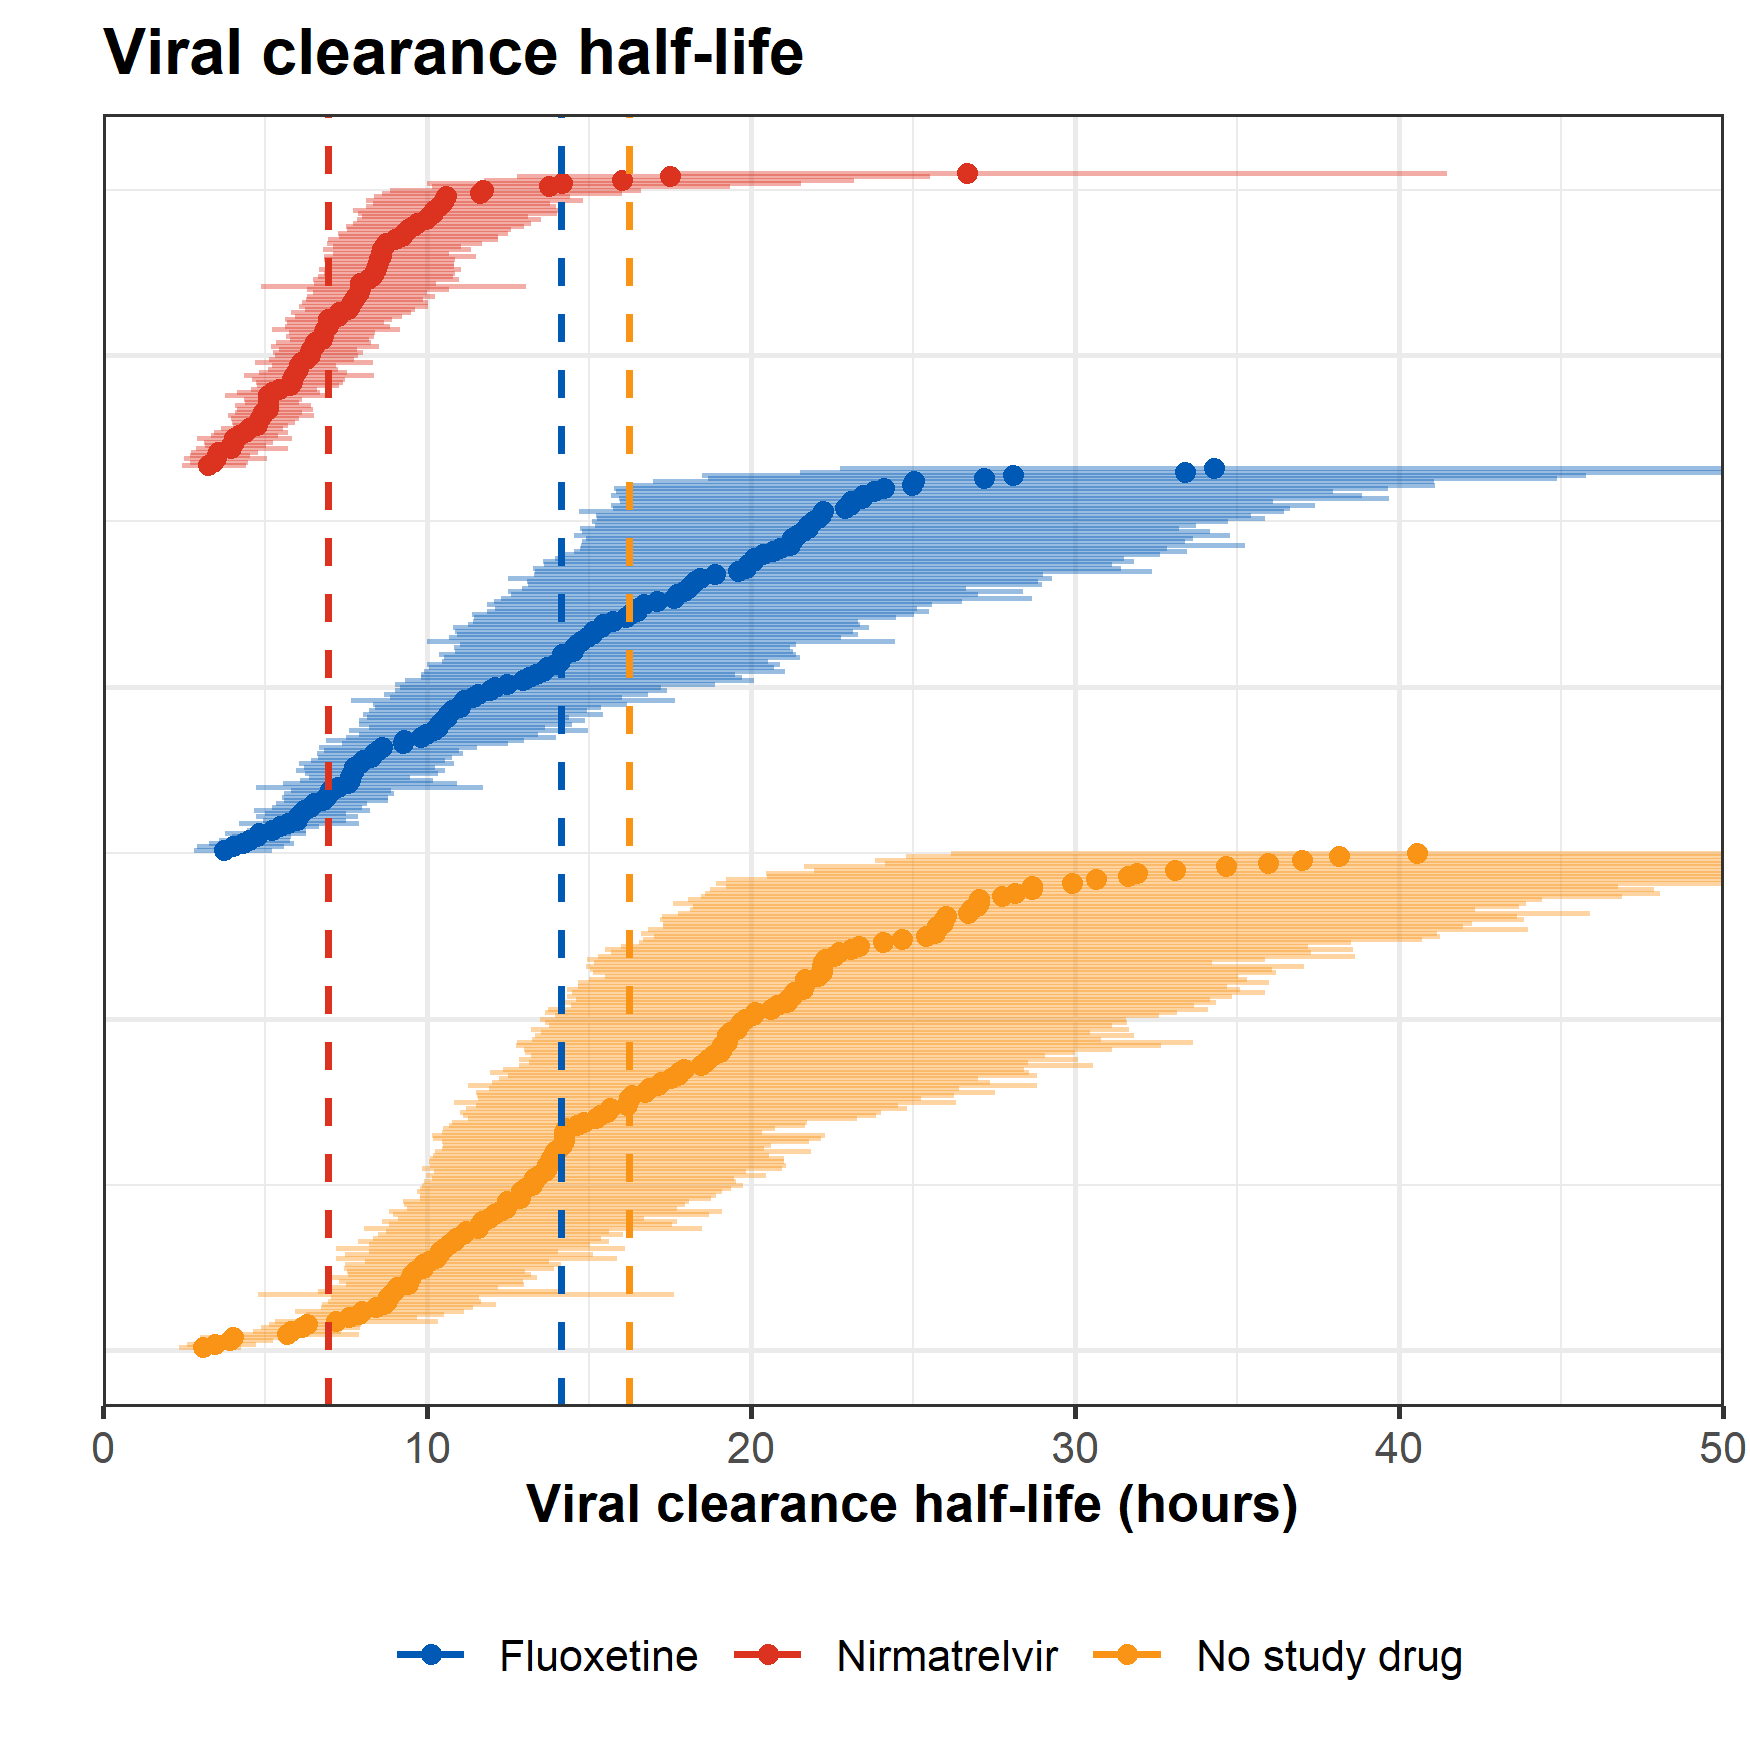 Viral clearance half-life
0 10 20 30 40 50
Viral clearance half-life (hours)
Fluoxetine Nirmatrelvir No study drug